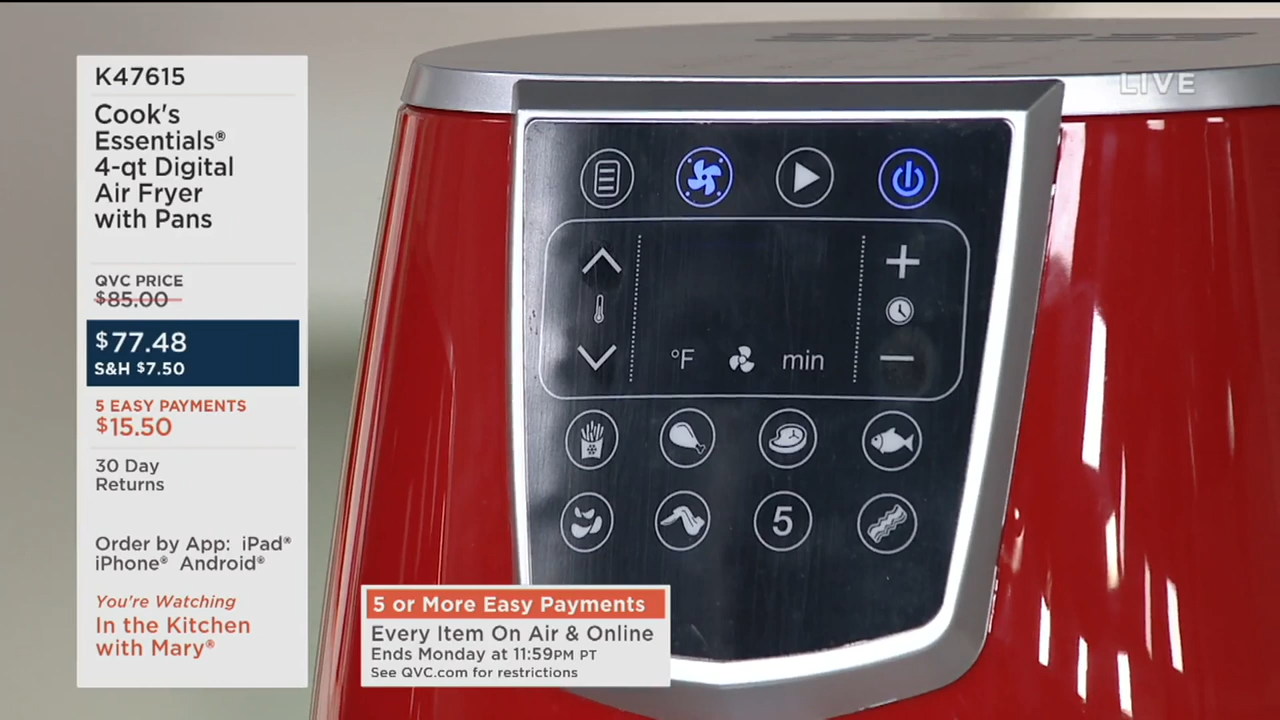 K47615
Cook's
Essentials®
4-qt Digital
Air Fryer
with Pans
QVC PRICE
$85.00
$77.48
S&H $7.50
5 EASY PAYMENTS
$15.50
30 Day
Returns
Order by App: iPad®
iPhone® Android®
You're Watching
In the Kitchen
with Mary®
LIVE
°F min
5
5 or More Easy Payments
Every Item On Air & Online
Ends Monday at 11:59PM PT
See QVC.com for restrictions